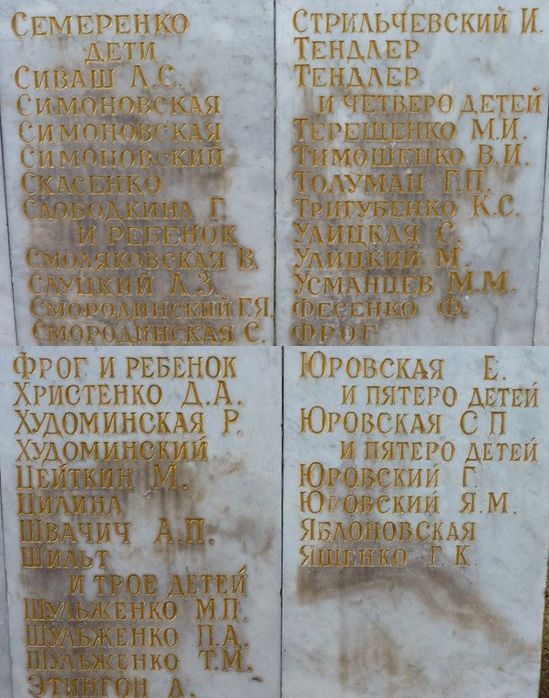 СЕМЕРЕНКО
ДЕТИ
СИВАШ Л.С.
СИМОНОВСКАЯ
СИМОНОВСКАЯ
СИМОНОВСКИЙ
СКАСЕНКО
СЛОБОДКИНА Г.
И РЕБЕНОК
СМОЛЯКОВСКАЯ В.
СЛУЦКИЙ А.З.
СМОРОДИНСКИЙ Г.Я.
СМОРОДИНСКАЯ С.
СТРИЛЬЧЕВСКИЙ И.
ТЕНДЛЕР
ТЕНДЛЕР
И ЧЕТВЕРО ДЕТЕЙ
ТЕРЕЩЕНКО М.И.
ТИМОШЕНКО В.И.
ТОЛУМАН Г.П.
ТРИГУБЕНКО К.С.
УЛИЦКАЯ С.
УЛИЦКИЙ М.
УСМАНЦЕВ М.М.
ФЕСЕНКО Ф.
ФРОГ
ФРОГ И РЕБЕНОК
ХРИСТЕНКО Д.А.
ХУДОМИНСКАЯ Р.
ХУДОМИНСКИЙ
ЦЕЙТКИН М.
ЦИЛИНА
ШВАЧИЧ А.П.
ШИЛЬТ
И ТРОЕ ДЕТЕЙ
ШУЛЬЖЕНКО М.П.
ШУЛЬЖЕНКО П.А.
ШУЛЬЖЕНКО Т.М.
ЭТИНГОН Л.
ЮРОВСКАЯ Е.
И ПЯТЕРО ДЕТЕЙ
ЮРОВСКАЯ С П
И ПЯТЕРО ДЕТЕЙ
ЮРОВСКИЙ Г.
ЮРОВСКИЙ Я.М.
ЯБЛОНОВСКАЯ
ЯЩЕНКО Г.К.